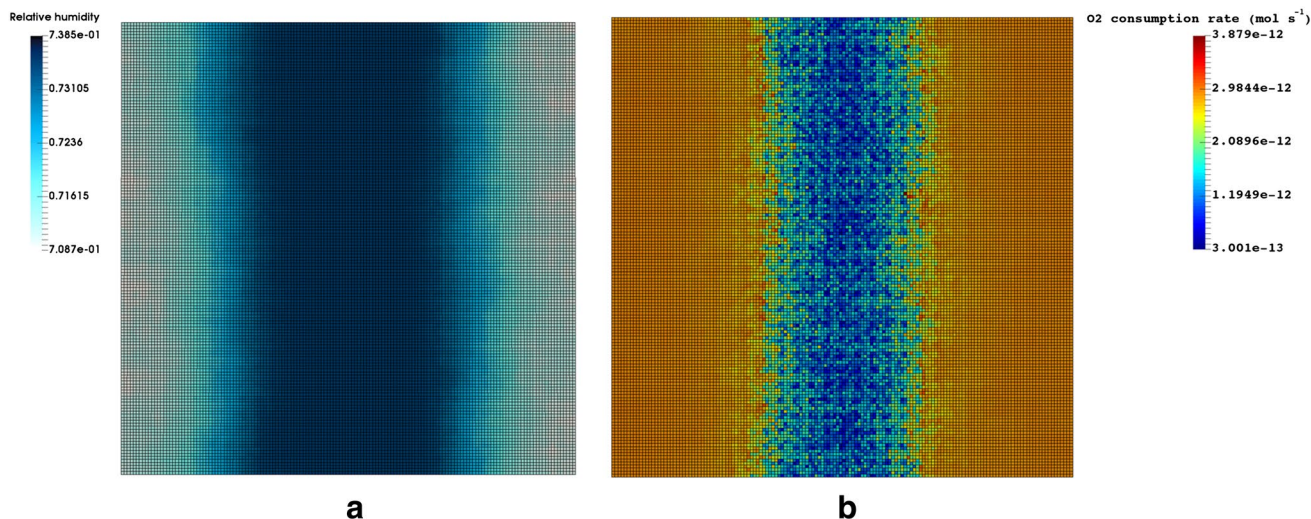 Relative humidity
7.385e-01
0.73105
0.7236
0.71615
7.087e-01
a
O2 consumption rate (mol s⁻¹)
3.879e-12
2.9844e-12
2.0896e-12
1.1949e-12
3.001e-13
b